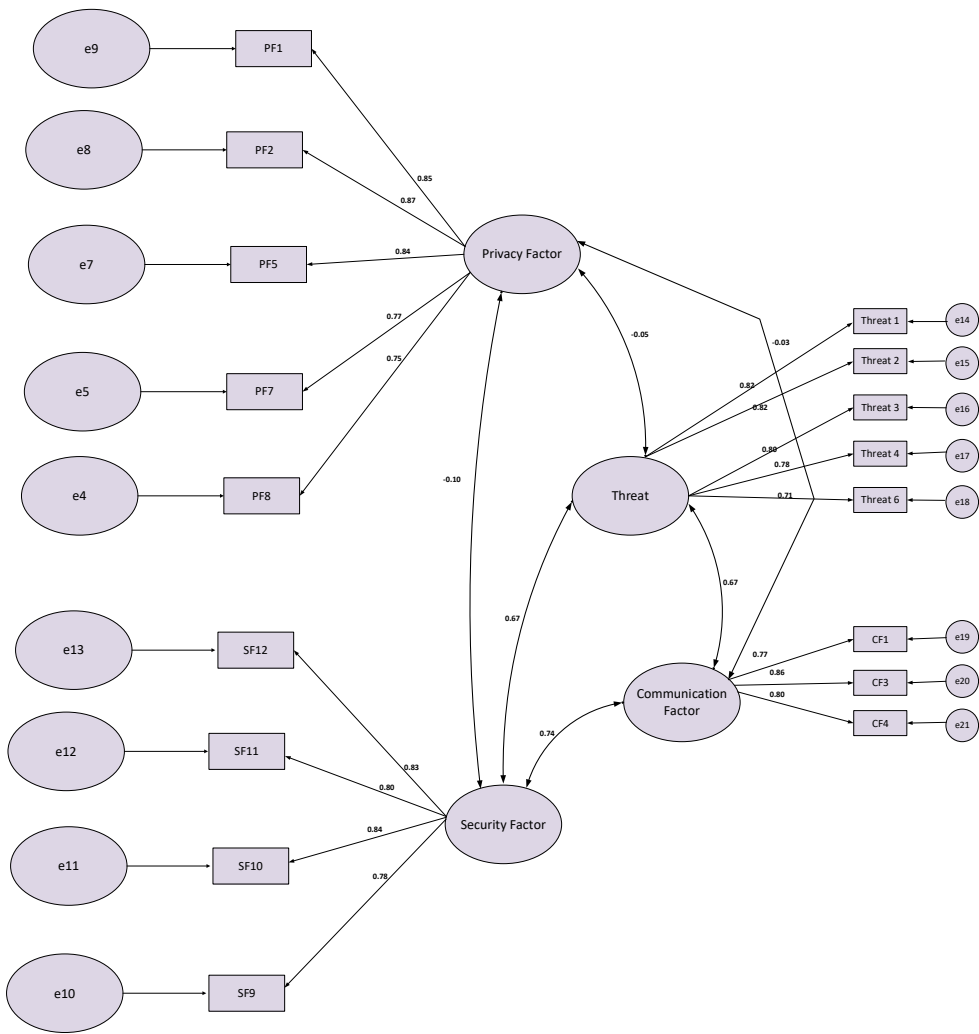 e9
PF1
e8
PF2
0.85
0.87
e7
PF5
0.84
Privacy Factor
e5
PF7
0.77
0.75
e4
PF8
-0.05
-0.03
-0.10
Threat 1
e14
Threat 2
e15
0.82
0.82
Threat 3
e16
0.80
Threat 4
e17
0.78
Threat
0.71
Threat 6
e18
0.67
0.67
e13
SF12
CF1
e19
0.77
0.86
CF3
e20
0.80
CF4
e21
Communication
Factor
0.74
e12
SF11
0.83
0.80
Security Factor
0.84
e11
SF10
0.78
e10
SF9